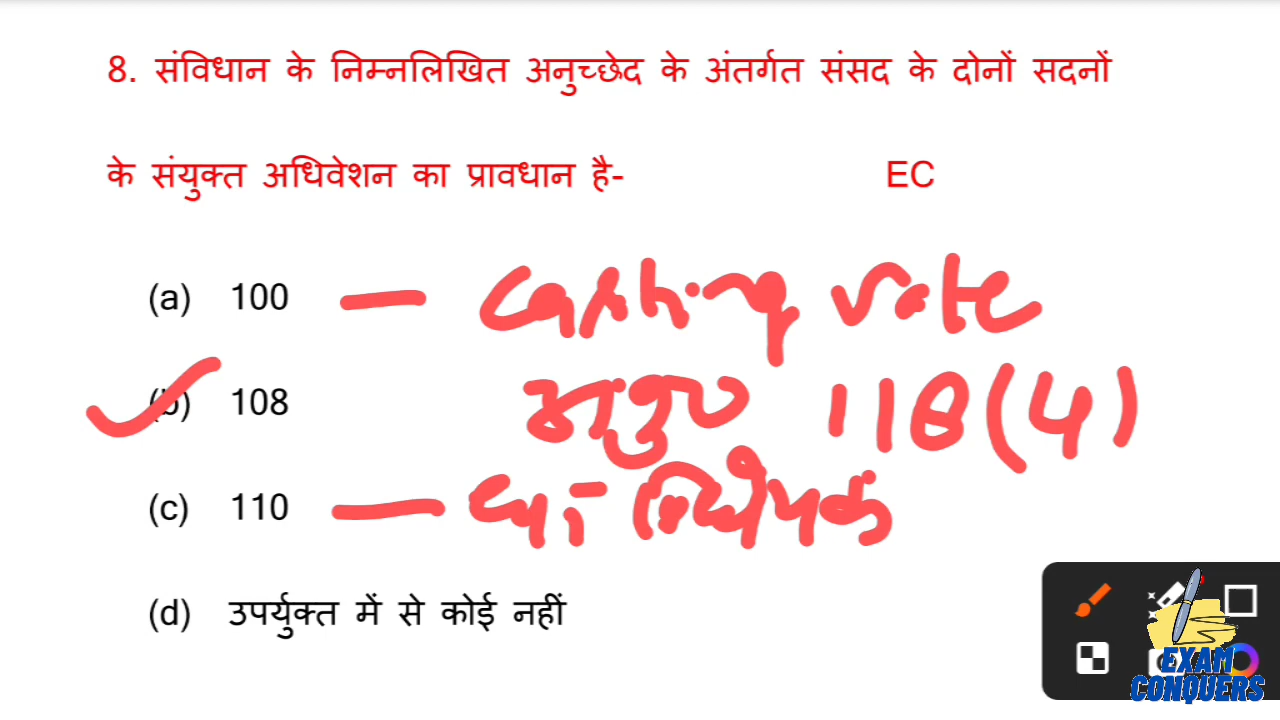 8. संविधान के निम्नलिखित अनुच्छेद के अंतर्गत संसद के दोनों सदनों
के संयुक्त अधिवेशन का प्रावधान है- EC
(a) 100 — Casting vote
(b) 108 अनु० 118(4)
(c) 110 — धन विधेयक
(d) उपर्युक्त में से कोई नहीं
EXAM
CONQUERS